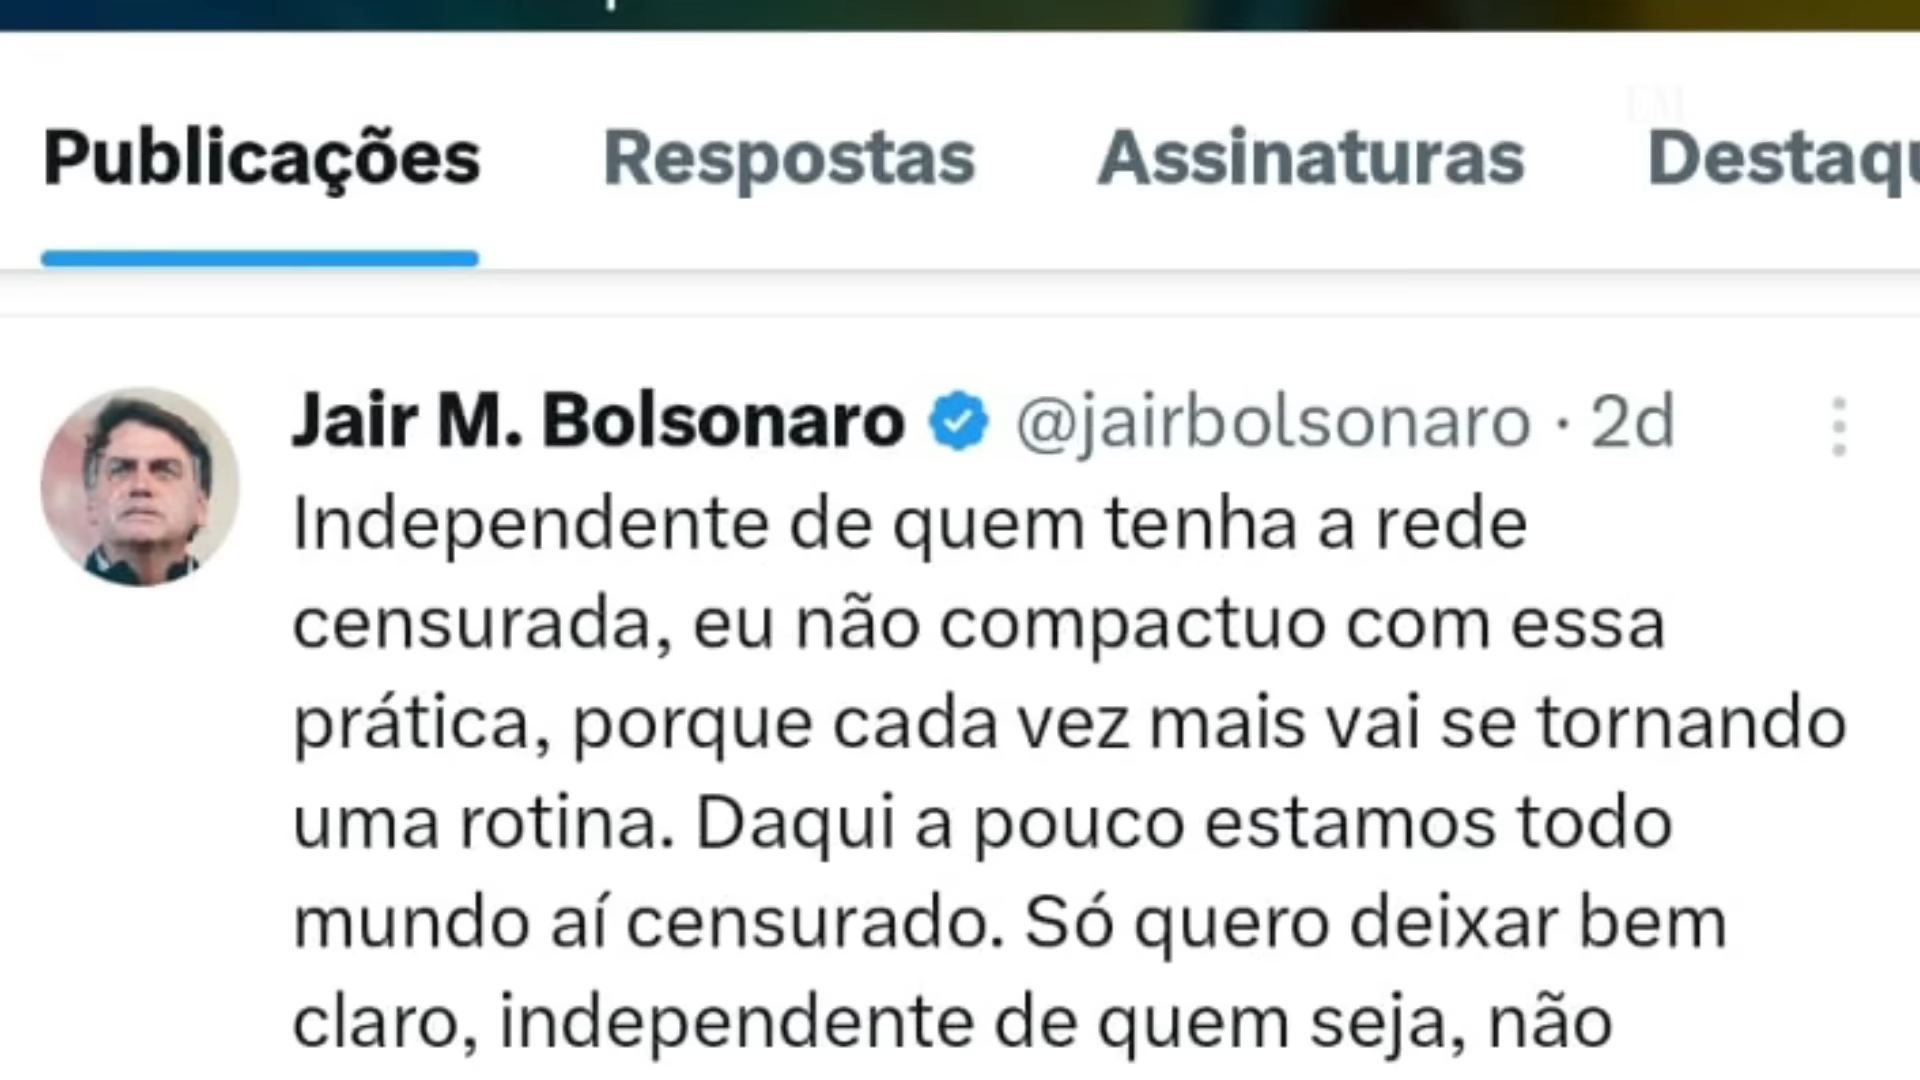 Publicações Respostas Assinaturas Destaqu
Jair M. Bolsonaro @jairbolsonaro · 2d
Independente de quem tenha a rede
censurada, eu não compactuo com essa
prática, porque cada vez mais vai se tornando
uma rotina. Daqui a pouco estamos todo
mundo aí censurado. Só quero deixar bem
claro, independente de quem seja, não